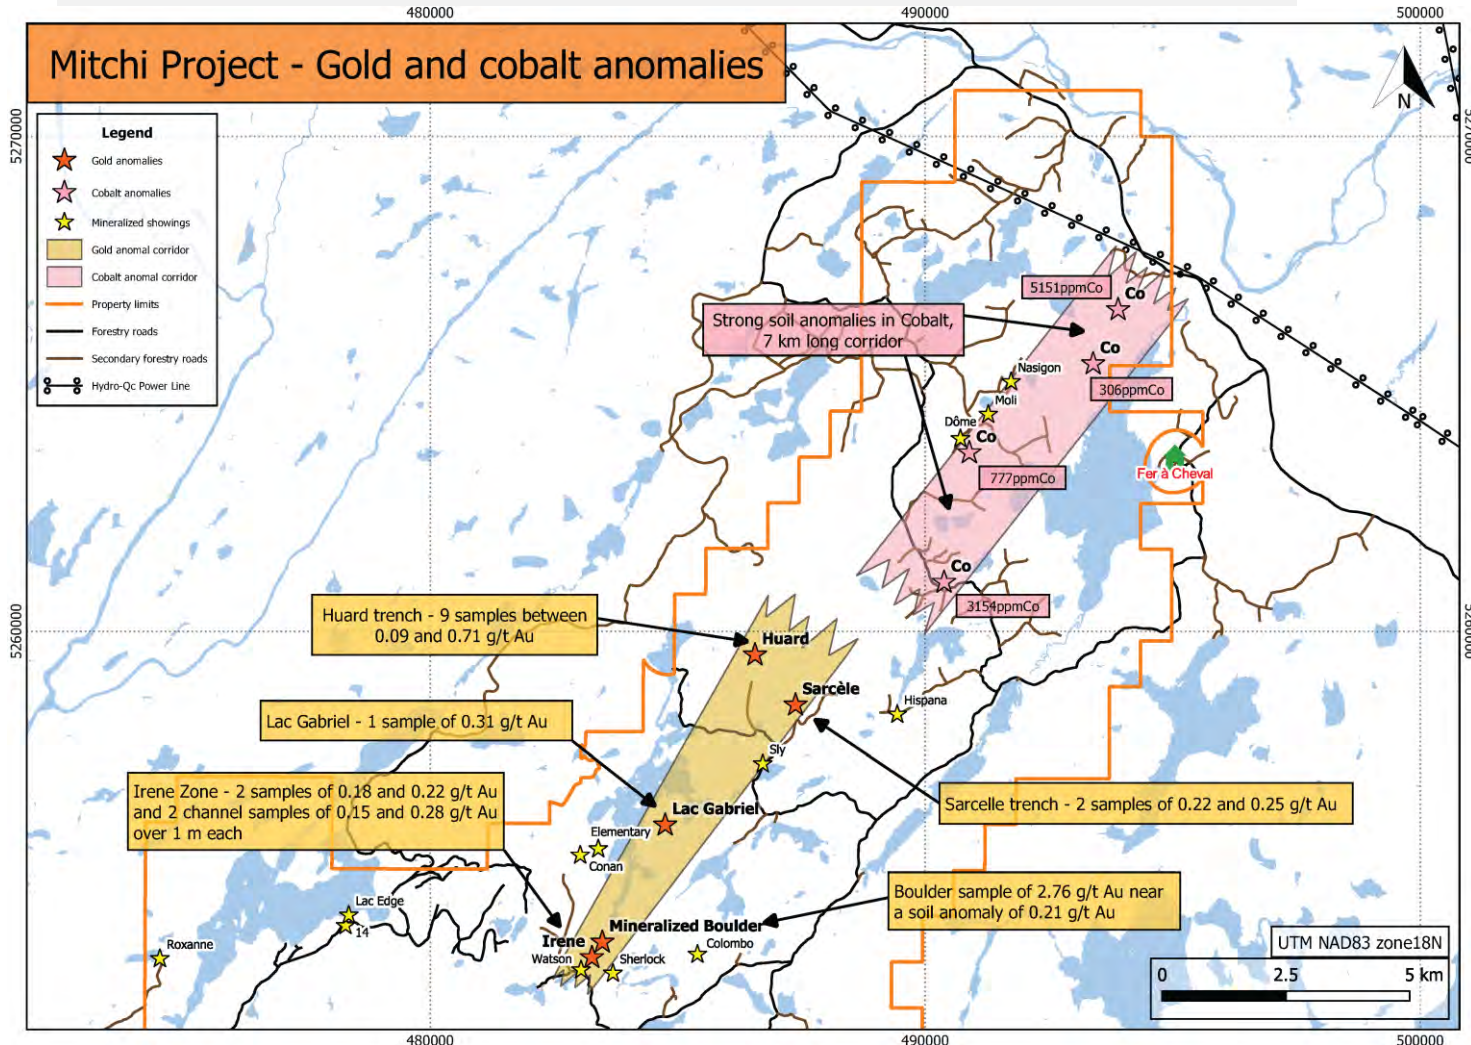 480000
490000
500000
Mitchi Project - Gold and cobalt anomalies
N
5270000
5270000
Legend
Gold anomalies
Cobalt anomalies
Mineralized showings
Gold anomal corridor
Cobalt anomal corridor
Property limits
Forestry roads
Secondary forestry roads
Hydro-Qc Power Line
5151ppmCo
Co
Strong soil anomalies in Cobalt,
7 km long corridor
Co
306ppmCo
Nasigon
Moli
Dôme
Co
777ppmCo
Fer à Cheval
Co
3154ppmCo
5260000
5260000
Huard trench - 9 samples between
0.09 and 0.71 g/t Au
Huard
Sarcèle
Hispana
Lac Gabriel - 1 sample of 0.31 g/t Au
Sly
Irene Zone - 2 samples of 0.18 and 0.22 g/t Au
and 2 channel samples of 0.15 and 0.28 g/t Au
over 1 m each
Sarcelle trench - 2 samples of 0.22 and 0.25 g/t Au
Lac Gabriel
Elementary
Conan
Boulder sample of 2.76 g/t Au near
a soil anomaly of 0.21 g/t Au
Lac Edge
14
Roxanne
Mineralized Boulder
Irene
Watson
Sherlock
Colombo
UTM NAD83 zone18N
0
2.5
5 km
480000
490000
500000